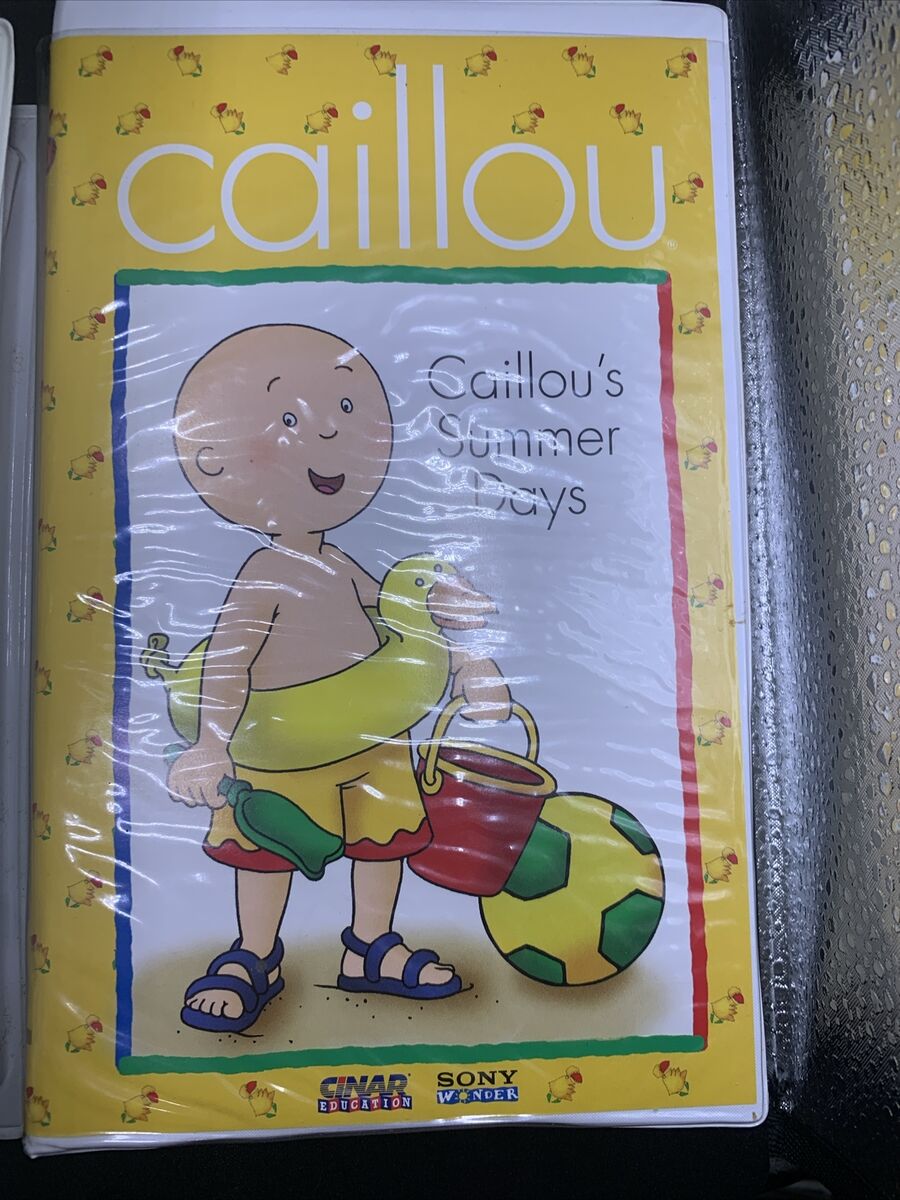 caillou®
Caillou's
Summer
Days
CINAR®
EDUCATION
SONY
WONDER